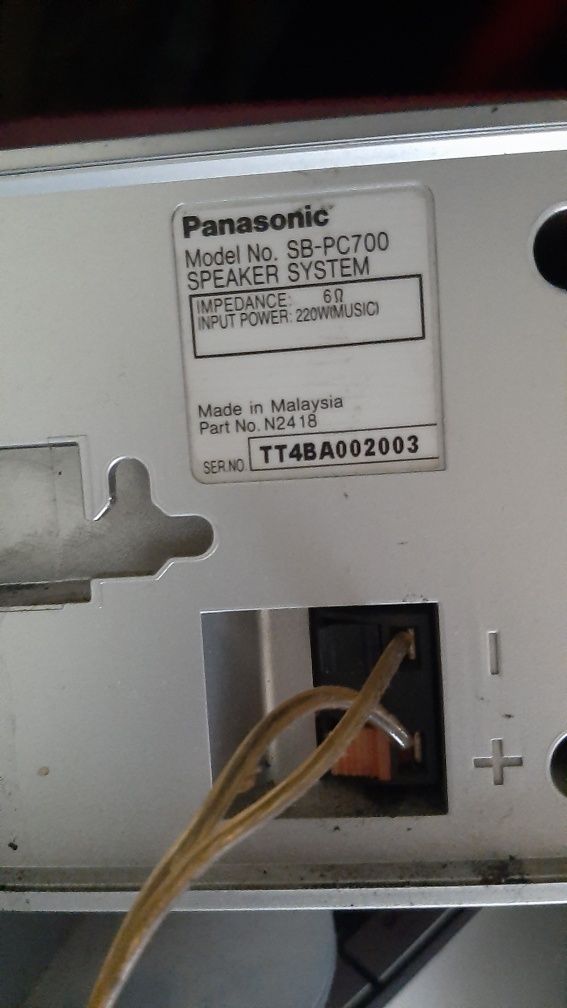 Panasonic
Model No. SB-PC700
SPEAKER SYSTEM
IMPEDANCE: 6Ω
INPUT POWER: 220W(MUSIC)
Made in Malaysia
Part No. N2418
SER.NO TT4BA002003
−
+